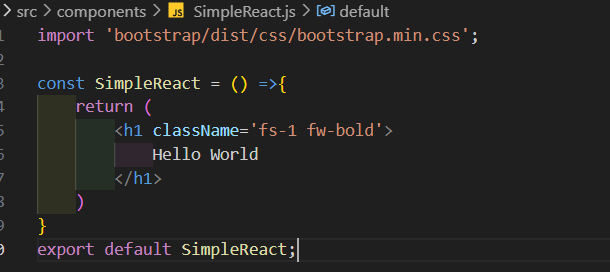 src > components > JS SimpleReact.js > default
1 import 'bootstrap/dist/css/bootstrap.min.css';
2
3 const SimpleReact = () =>{
4 return (
5 <h1 className='fs-1 fw-bold'>
6 Hello World
7 </h1>
8 )
9 }
0 export default SimpleReact;